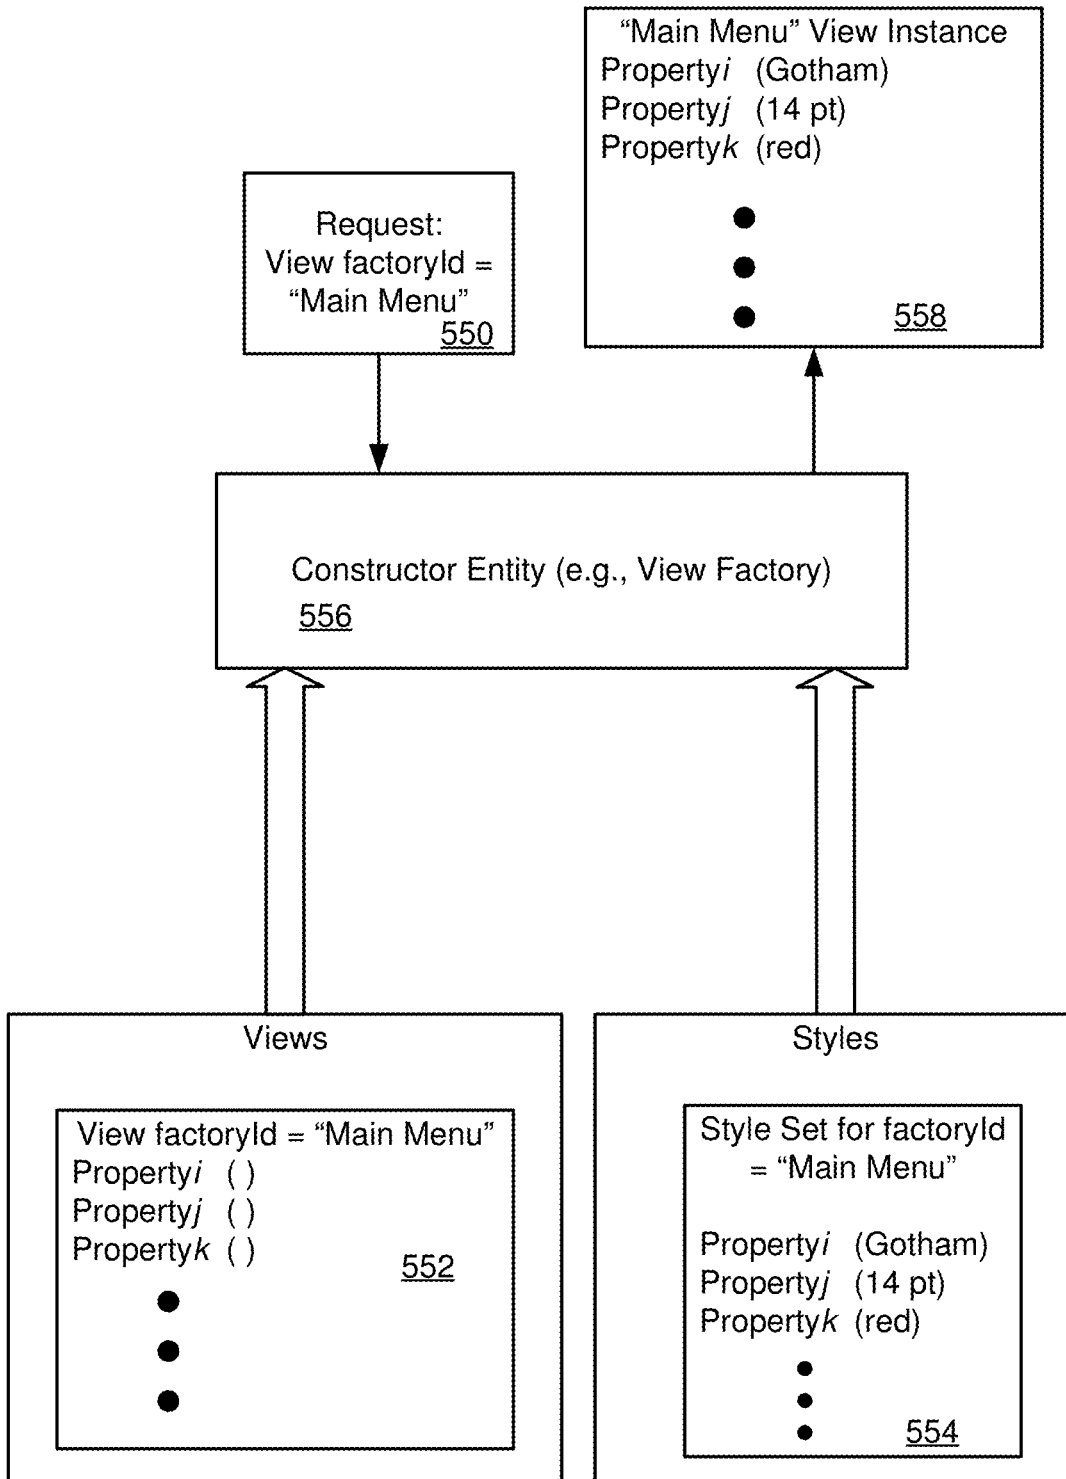 “Main Menu” View Instance
Propertyi (Gotham)
Propertyj (14 pt)
Propertyk (red)
558
Request:
View factoryId =
“Main Menu”
550
Constructor Entity (e.g., View Factory)
556
Views
View factoryId = “Main Menu”
Propertyi ( )
Propertyj ( )
Propertyk ( )
552
Styles
Style Set for factoryId
= “Main Menu”
Propertyi (Gotham)
Propertyj (14 pt)
Propertyk (red)
554